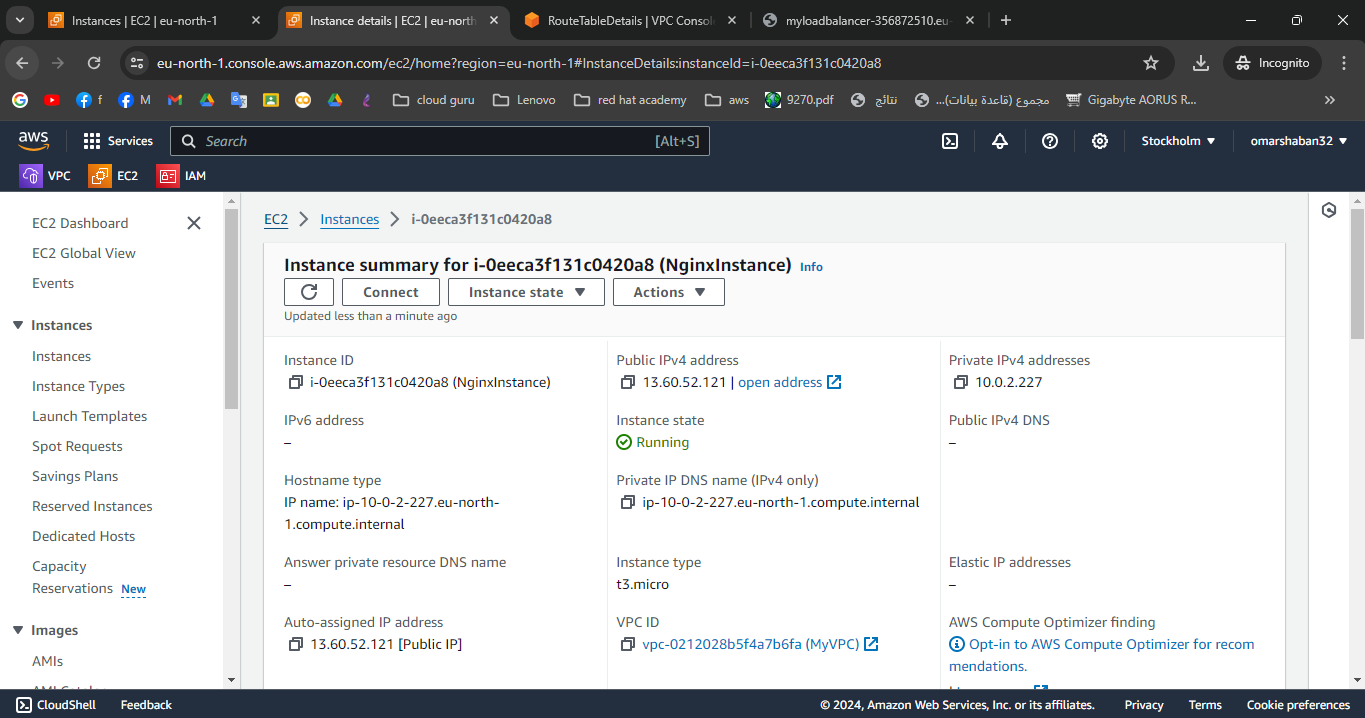 Instances | EC2 | eu-north-1
Instance details | EC2 | eu-north
RouteTableDetails | VPC Consol
myloadbalancer-356872510.eu-
eu-north-1.console.aws.amazon.com/ec2/home?region=eu-north-1#InstanceDetails:instanceId=i-0eeca3f131c0420a8
Incognito
f
M
cloud guru
Lenovo
red hat academy
aws
9270.pdf
نتائج
مجموع (قاعدة بيانات)...
Gigabyte AORUS R...
aws
Services
Search
[Alt+S]
Stockholm
omarshaban32
VPC
EC2
IAM
EC2 Dashboard
EC2 Global View
Events
Instances
Instances
Instance Types
Launch Templates
Spot Requests
Savings Plans
Reserved Instances
Dedicated Hosts
Capacity
Reservations New
Images
AMIs
AMI Catalog
EC2 > Instances > i-0eeca3f131c0420a8
Instance summary for i-0eeca3f131c0420a8 (NginxInstance) Info
Connect
Instance state
Actions
Updated less than a minute ago
Instance ID
i-0eeca3f131c0420a8 (NginxInstance)
Public IPv4 address
13.60.52.121 | open address
Private IPv4 addresses
10.0.2.227
IPv6 address
–
Instance state
Running
Public IPv4 DNS
–
Hostname type
IP name: ip-10-0-2-227.eu-north-
1.compute.internal
Private IP DNS name (IPv4 only)
ip-10-0-2-227.eu-north-1.compute.internal
Answer private resource DNS name
–
Instance type
t3.micro
Elastic IP addresses
–
Auto-assigned IP address
13.60.52.121 [Public IP]
VPC ID
vpc-0212028b5f4a7b6fa (MyVPC)
AWS Compute Optimizer finding
Opt-in to AWS Compute Optimizer for recom
mendations.
CloudShell
Feedback
© 2024, Amazon Web Services, Inc. or its affiliates.
Privacy
Terms
Cookie preferences